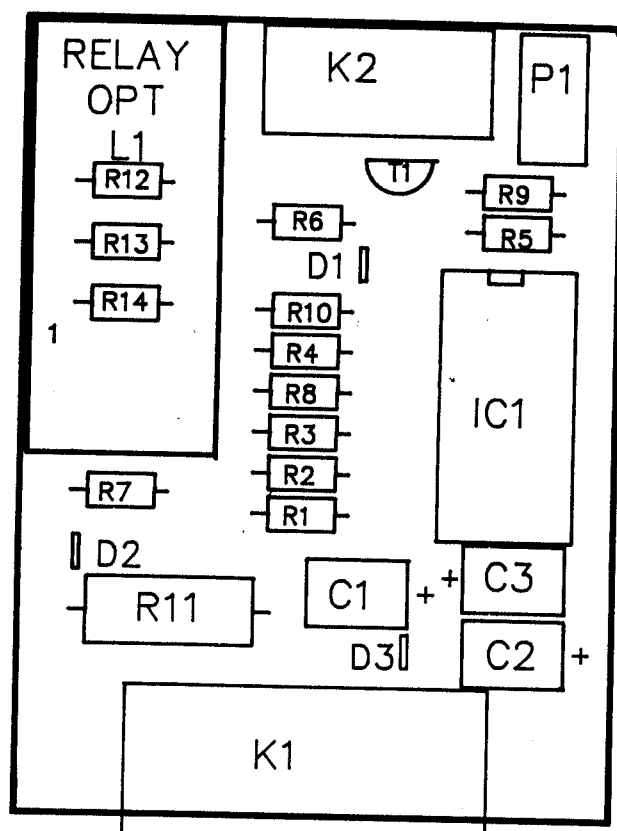 RELAY
OPT
L1
R12
R13
R14
1
K2
P1
T1
R9
R5
R6
D1
R10
R4
R8
R3
R2
R1
IC1
R7
D2
R11
C1 +
+ C3
D3
C2 +
K1